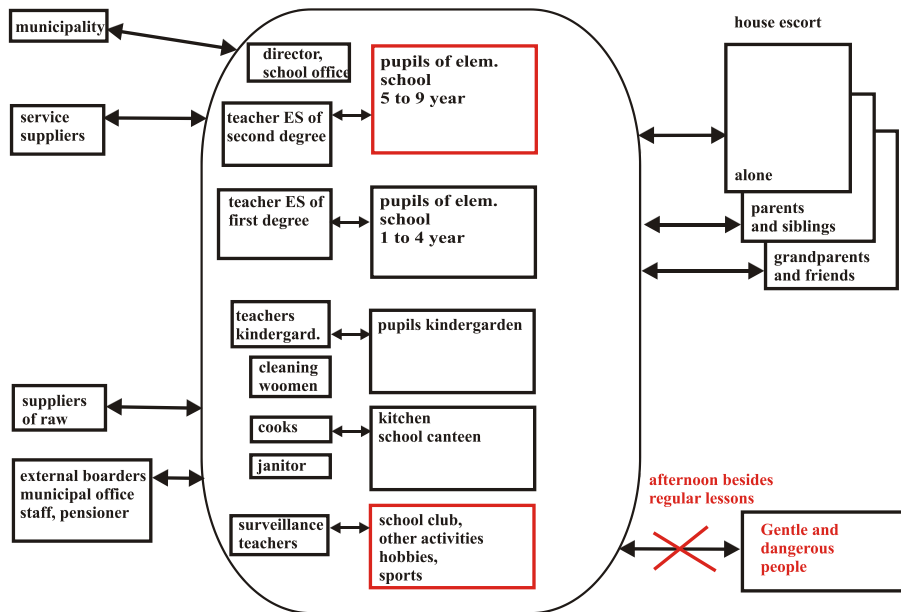 municipality
service
suppliers
suppliers
of raw
external boarders
municipal office
staff, pensioner
director,
school office
teacher ES of
second degree
pupils of elem.
school
5 to 9 year
teacher ES of
first degree
pupils of elem.
school
1 to 4 year
teachers
kindergard.
pupils kindergarden
cleaning
woomen
cooks
kitchen
school canteen
janitor
surveillance
teachers
school club,
other activities
hobbies,
sports
house escort
alone
parents
and siblings
grandparents
and friends
afternoon besides
regular lessons
Gentle and
dangerous
people